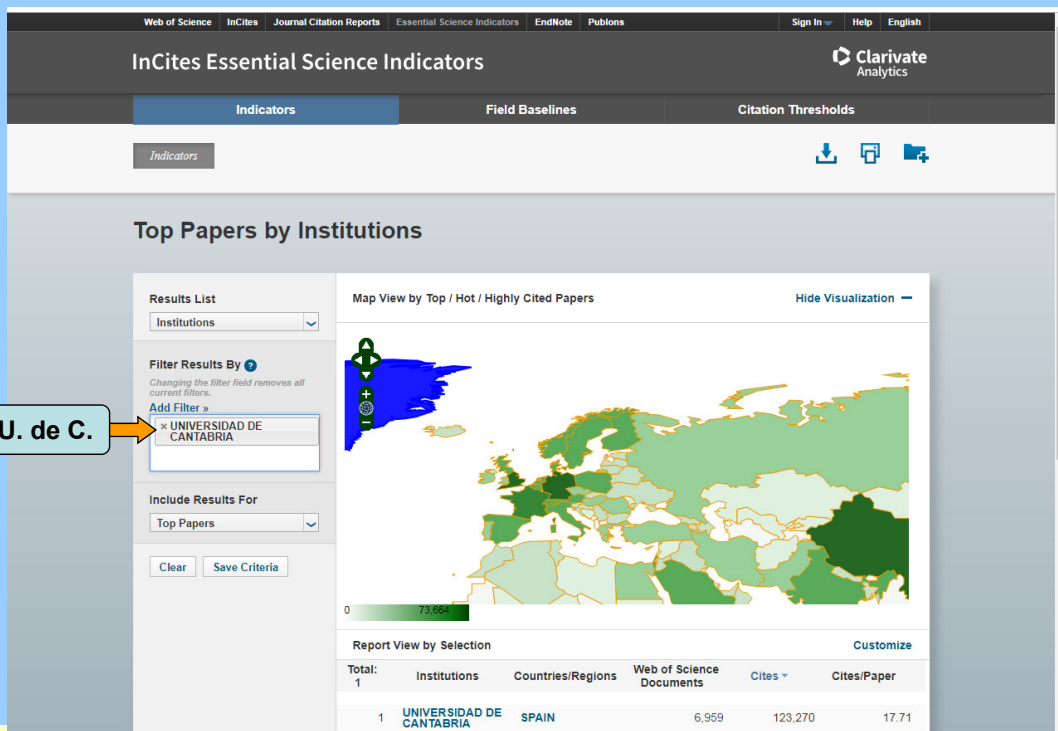 Web of Science InCites Journal Citation Reports Essential Science Indicators EndNote Publons Sign In Help English
InCites Essential Science Indicators
Clarivate
Analytics
Indicators Field Baselines Citation Thresholds
Indicators
Top Papers by Institutions
Results List
Institutions
Filter Results By ?
Changing the filter field removes all
current filters.
Add Filter »
× UNIVERSIDAD DE
CANTABRIA
U. de C.
Include Results For
Top Papers
Clear Save Criteria
Map View by Top / Hot / Highly Cited Papers Hide Visualization −
0 73,664
Report View by Selection Customize
Total:
1 Institutions Countries/Regions Web of Science
Documents Cites Cites/Paper
1 UNIVERSIDAD DE
CANTABRIA SPAIN 6,959 123,270 17.71